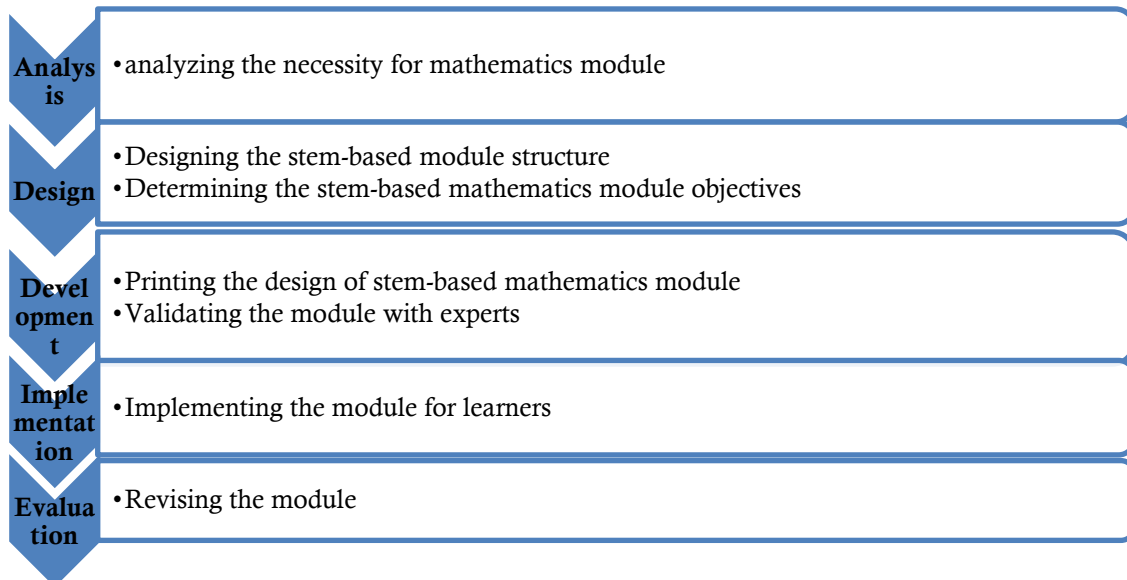 Analys
is
•analyzing the necessity for mathematics module
Design
•Designing the stem-based module structure
•Determining the stem-based mathematics module objectives
Devel
opmen
t
•Printing the design of stem-based mathematics module
•Validating the module with experts
Imple
mentat
ion
•Implementing the module for learners
Evalua
tion
•Revising the module